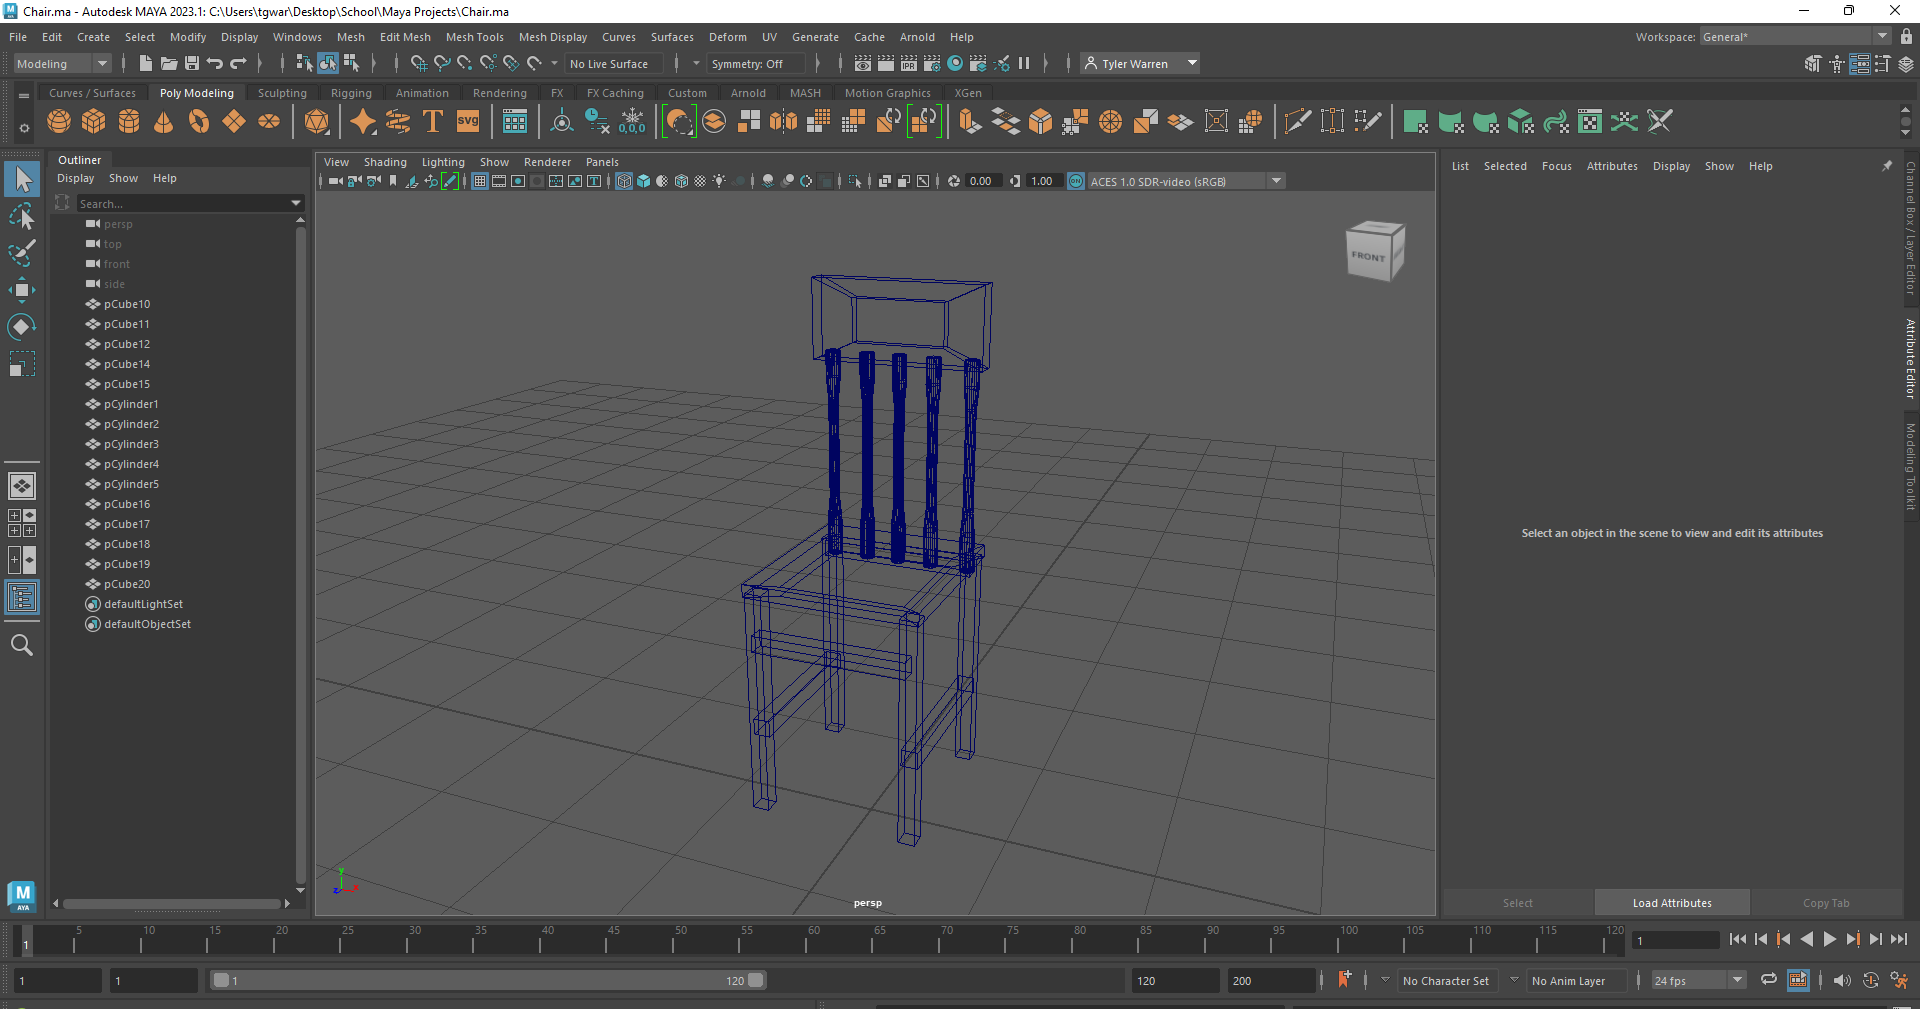 Chair.ma - Autodesk MAYA 2023.1: C:\Users\tgwar\Desktop\School\Maya Projects\Chair.ma
File Edit Create Select Modify Display Windows Mesh Edit Mesh Mesh Tools Mesh Display Curves Surfaces Deform UV Generate Cache Arnold Help Workspace: General*
Modeling No Live Surface Symmetry: Off IPR Tyler Warren
Curves / Surfaces Poly Modeling Sculpting Rigging Animation Rendering FX FX Caching Custom Arnold MASH Motion Graphics XGen
T SVG 0,0,0
Outliner
Display Show Help
Search...
persp
top
front
side
pCube10
pCube11
pCube12
pCube14
pCube15
pCylinder1
pCylinder2
pCylinder3
pCylinder4
pCylinder5
pCube16
pCube17
pCube18
pCube19
pCube20
defaultLightSet
defaultObjectSet
M
AYA
View Shading Lighting Show Renderer Panels
0.00 1.00 ON ACES 1.0 SDR-video (sRGB)
FRONT
y
z x
persp
List Selected Focus Attributes Display Show Help
Select an object in the scene to view and edit its attributes
Select Load Attributes Copy Tab
Channel Box / Layer Editor
Attribute Editor
Modeling Toolkit
1 5 10 15 20 25 30 35 40 45 50 55 60 65 70 75 80 85 90 95 100 105 110 115 120 1
1 1 1 120 120 200 No Character Set No Anim Layer 24 fps